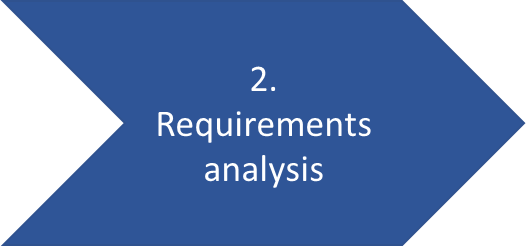 2.
Requirements
analysis